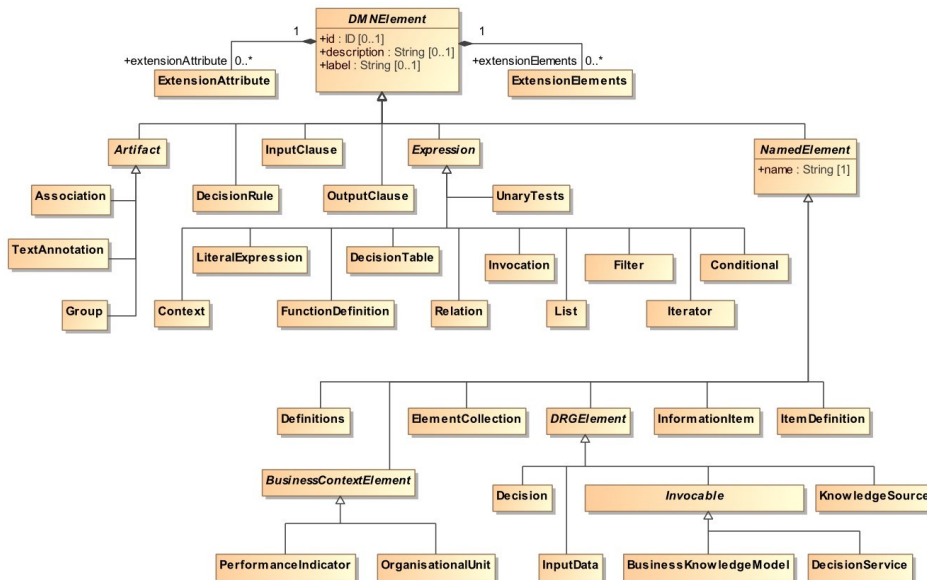 DMNElement
+id : ID [0..1]
+description : String [0..1]
+label : String [0..1]
1
1
+extensionAttribute
0..*
+extensionElements
0..*
ExtensionAttribute
ExtensionElements
Artifact
InputClause
Expression
NamedElement
+name : String [1]
Association
DecisionRule
OutputClause
UnaryTests
TextAnnotation
LiteralExpression
DecisionTable
Invocation
Filter
Conditional
Group
Context
FunctionDefinition
Relation
List
Iterator
Definitions
ElementCollection
DRGElement
InformationItem
ItemDefinition
BusinessContextElement
Decision
Invocable
KnowledgeSource
PerformanceIndicator
OrganisationalUnit
InputData
BusinessKnowledgeModel
DecisionService